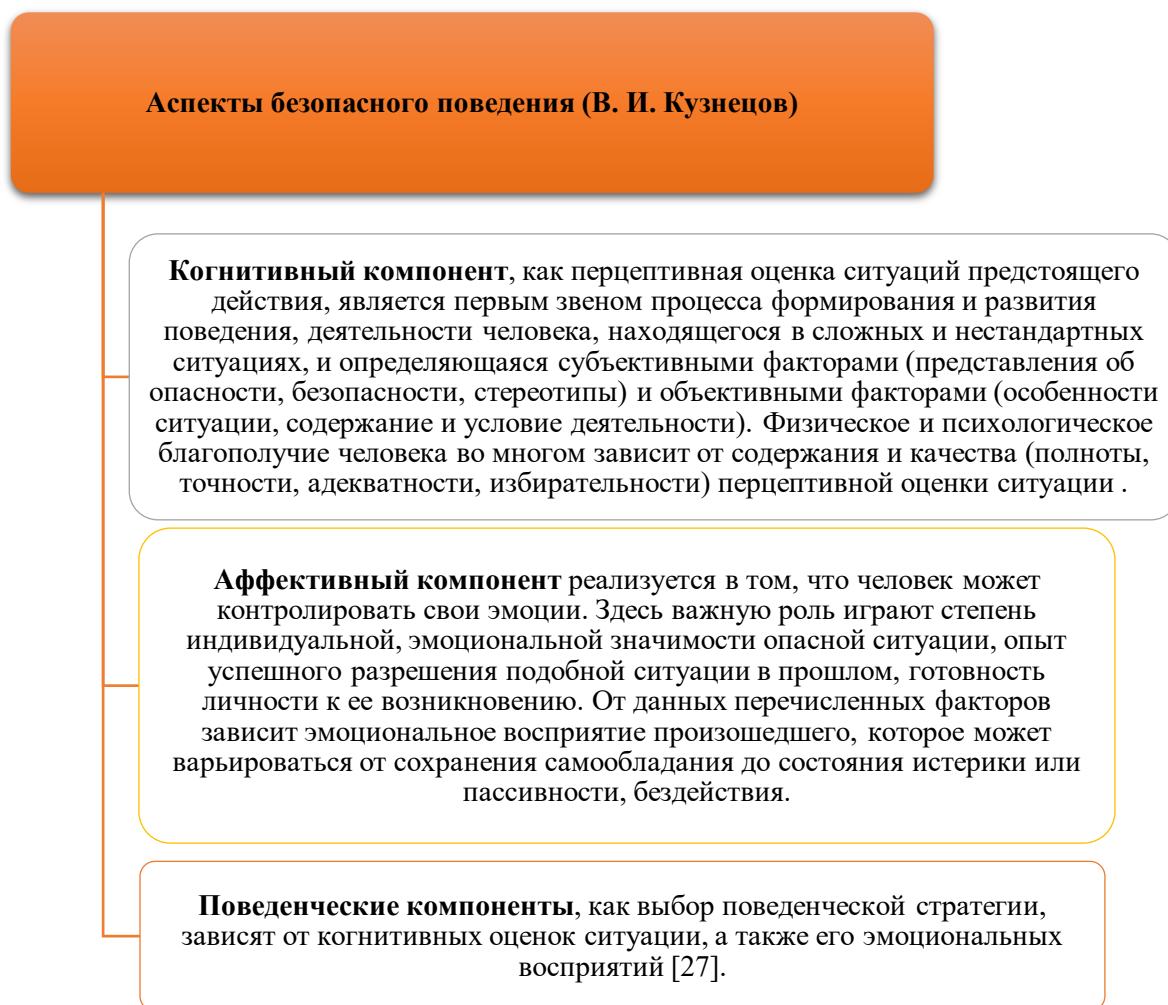 Аспекты безопасного поведения (В. И. Кузнецов)
Когнитивный компонент, как перцептивная оценка ситуаций предстоящего
действия, является первым звеном процесса формирования и развития
поведения, деятельности человека, находящегося в сложных и нестандартных
ситуациях, и определяющаяся субъективными факторами (представления об
опасности, безопасности, стереотипы) и объективными факторами (особенности
ситуации, содержание и условие деятельности). Физическое и психологическое
благополучие человека во многом зависит от содержания и качества (полноты,
точности, адекватности, избирательности) перцептивной оценки ситуации .
Аффективный компонент реализуется в том, что человек может
контролировать свои эмоции. Здесь важную роль играют степень
индивидуальной, эмоциональной значимости опасной ситуации, опыт
успешного разрешения подобной ситуации в прошлом, готовность
личности к ее возникновению. От данных перечисленных факторов
зависит эмоциональное восприятие произошедшего, которое может
варьироваться от сохранения самообладания до состояния истерики или
пассивности, бездействия.
Поведенческие компоненты, как выбор поведенческой стратегии,
зависят от когнитивных оценок ситуации, а также его эмоциональных
восприятий [27].